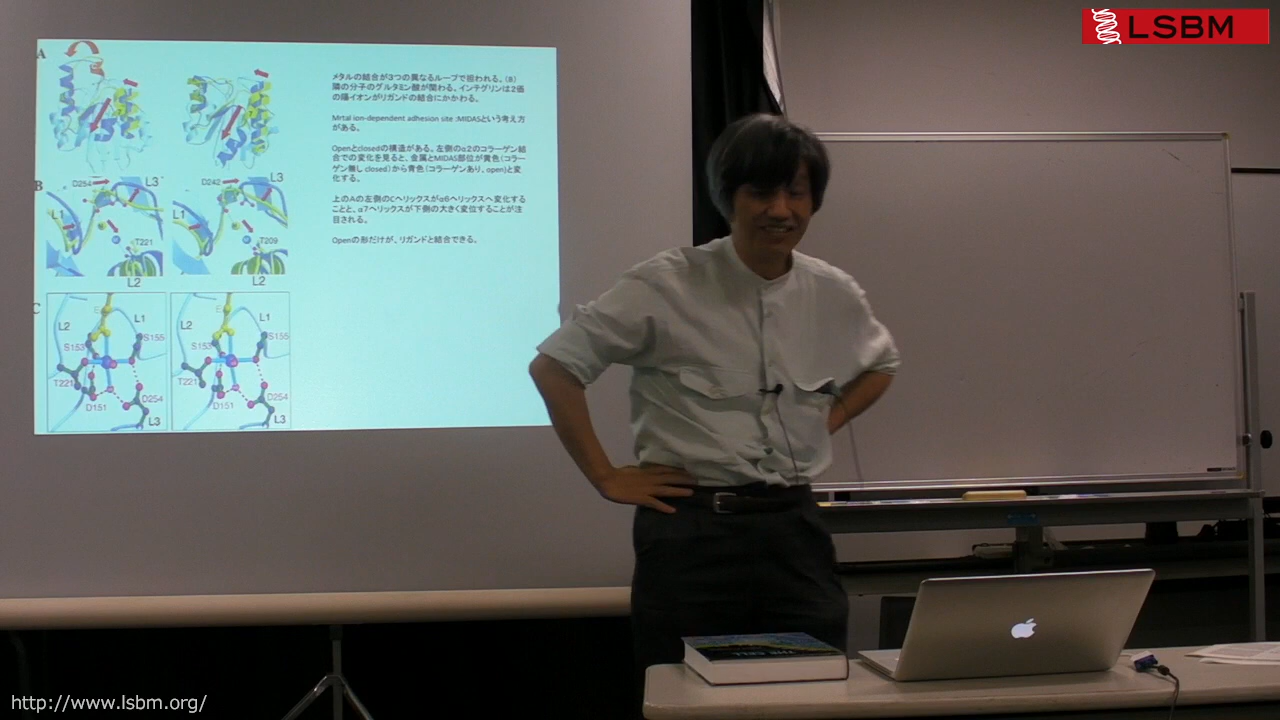 LSBM
A
メタルの結合が3つの異なるループで担われる。(B)
隣の分子のグルタミン酸が関わる。インテグリンは2価
の陽イオンがリガンドの結合にかかわる。
Mrtal ion-dependent adhesion site :MIDASという考え方
がある。
Openとclosedの構造がある。左側のα2のコラーゲン結
合での変化を見ると、金属とMIDAS部位が黄色(コラー
ゲン無し closed)から青色(コラーゲンあり、open)と変
化する。
上のAの左側のCヘリックスがα6ヘリックスへ変化する
ことと、α7ヘリックスが下側の大きく変位することが注
目される。
Openの形だけが、リガンドと結合できる。
B
D254
L3
L1
T221
L2
D242
L3
L1
T209
L2
C
L2
L1
S153
S155
T221
D151
D254
L3
L2
L1
S153
S155
T221
D151
D254
L3
THE CELL
http://www.lsbm.org/